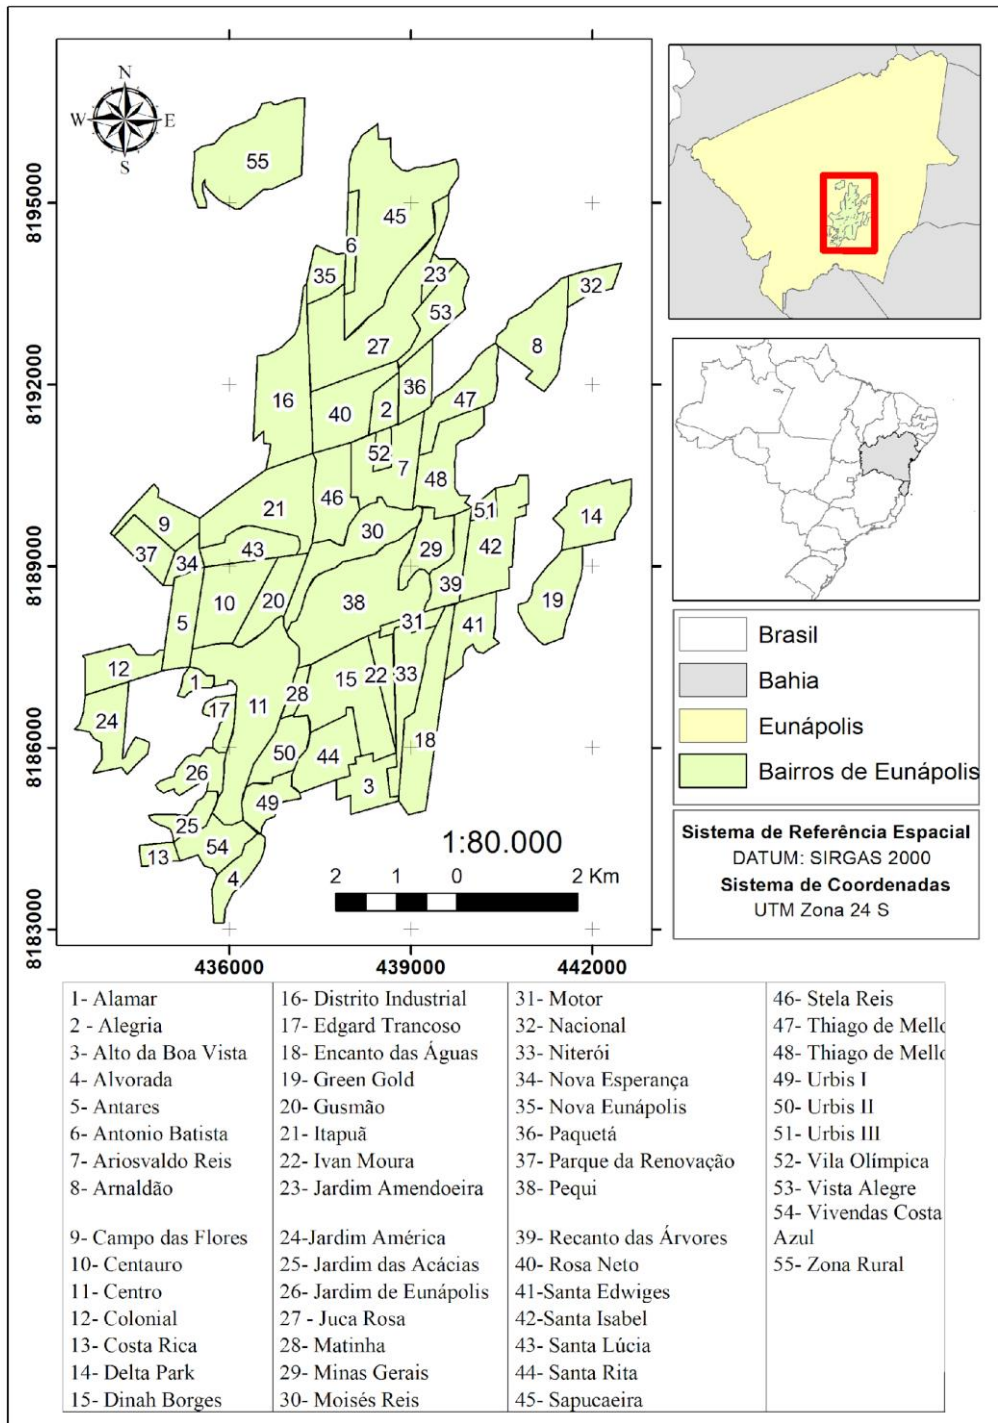 N
W E
S
55
45
6
35
23
32
53
8
27
36
16
47
40
2
52
7
48
46
21
51
14
9
30
42
37
43
29
34
39
19
10
20
38
5
31
41
12
15
22
33
1
28
24
17
11
18
50
44
26
3
49
25
54
13
4
8195000
8192000
8189000
8186000
8183000
436000 439000 442000
1:80.000
2 1 0 2 Km
Brasil
Bahia
Eunápolis
Bairros de Eunápolis
Sistema de Referência Espacial
DATUM: SIRGAS 2000
Sistema de Coordenadas
UTM Zona 24 S
1- Alamar
2 - Alegria
3- Alto da Boa Vista
4- Alvorada
5- Antares
6- Antonio Batista
7- Ariosvaldo Reis
8- Arnaldão
9- Campo das Flores
10- Centauro
11- Centro
12- Colonial
13- Costa Rica
14- Delta Park
15- Dinah Borges
16- Distrito Industrial
17- Edgard Trancoso
18- Encanto das Águas
19- Green Gold
20- Gusmão
21- Itapuã
22- Ivan Moura
23- Jardim Amendoeira
24-Jardim América
25- Jardim das Acácias
26- Jardim de Eunápolis
27 - Juca Rosa
28- Matinha
29- Minas Gerais
30- Moisés Reis
31- Motor
32- Nacional
33- Niterói
34- Nova Esperança
35- Nova Eunápolis
36- Paquetá
37- Parque da Renovação
38- Pequi
39- Recanto das Árvores
40- Rosa Neto
41-Santa Edwiges
42-Santa Isabel
43- Santa Lúcia
44- Santa Rita
45- Sapucaeira
46- Stela Reis
47- Thiago de Mello
48- Thiago de Mello
49- Urbis I
50- Urbis II
51- Urbis III
52- Vila Olímpica
53- Vista Alegre
54- Vivendas Costa
Azul
55- Zona Rural